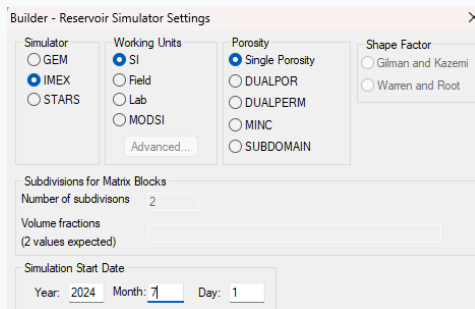 Builder - Reservoir Simulator Settings
Simulator
GEM
IMEX
STARS
Working Units
SI
Field
Lab
MODSI
Advanced...
Porosity
Single Porosity
DUALPOR
DUALPERM
MINC
SUBDOMAIN
Shape Factor
Gilman and Kazemi
Warren and Root
Subdivisions for Matrix Blocks
Number of subdivisons 2
Volume fractions
(2 values expected)
Simulation Start Date
Year: 2024 Month: 7 Day: 1